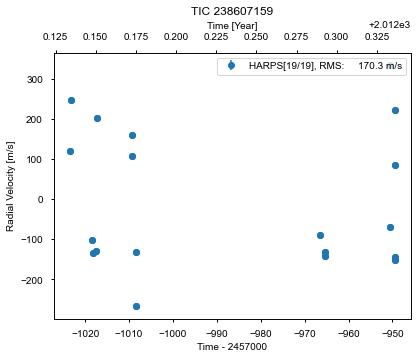 TIC 238607159
Time [Year]
+2.012e3
0.125 0.150 0.175 0.200 0.225 0.250 0.275 0.300 0.325
HARPS[19/19], RMS: 170.3 m/s
Radial Velocity [m/s]
300
200
100
0
−100
−200
−1020 −1010 −1000 −990 −980 −970 −960 −950
Time - 2457000